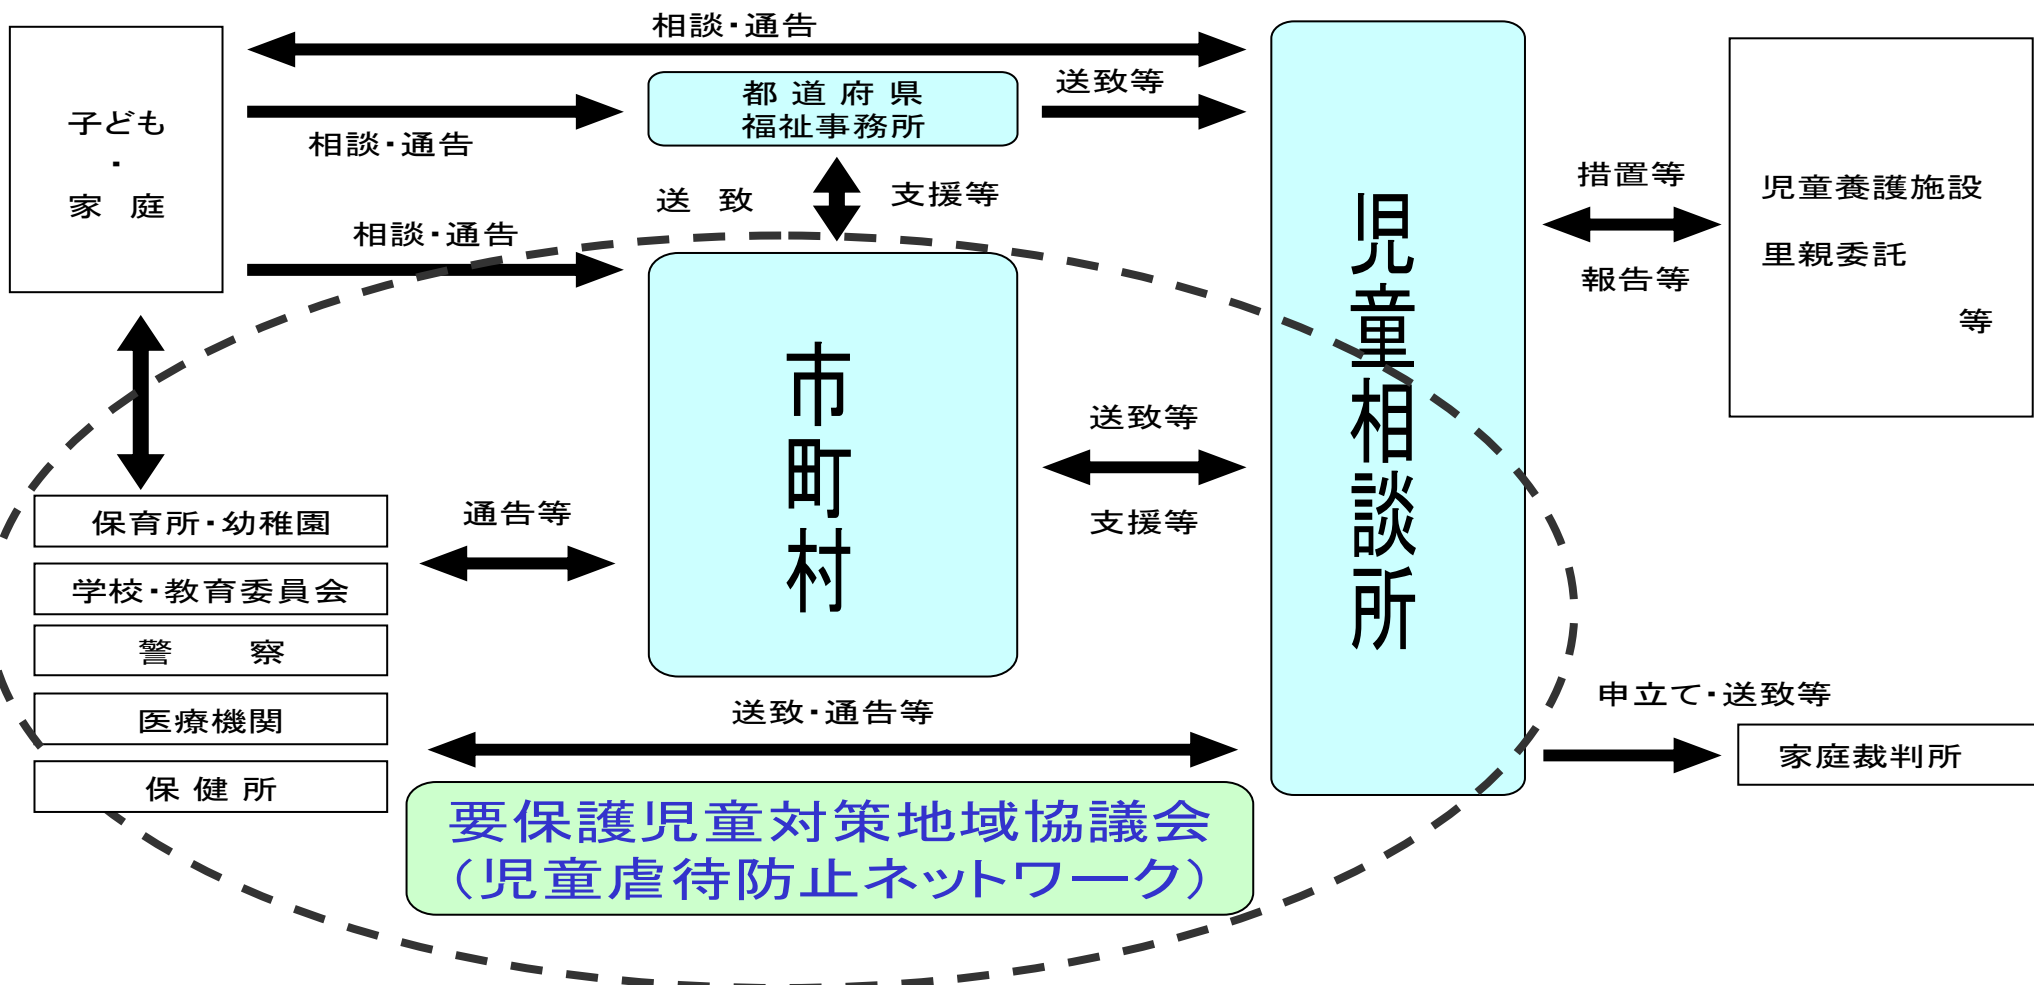 相談・通告
子ども
・
家 庭
相談・通告
都道府県
福祉事務所
送致等
送 致
支援等
相談・通告
児童相談所
措置等
報告等
児童養護施設
里親委託
等
市町村
送致等
支援等
保育所・幼稚園
学校・教育委員会
警 察
医療機関
保健所
通告等
送致・通告等
申立て・送致等
家庭裁判所
要保護児童対策地域協議会
（児童虐待防止ネットワーク）